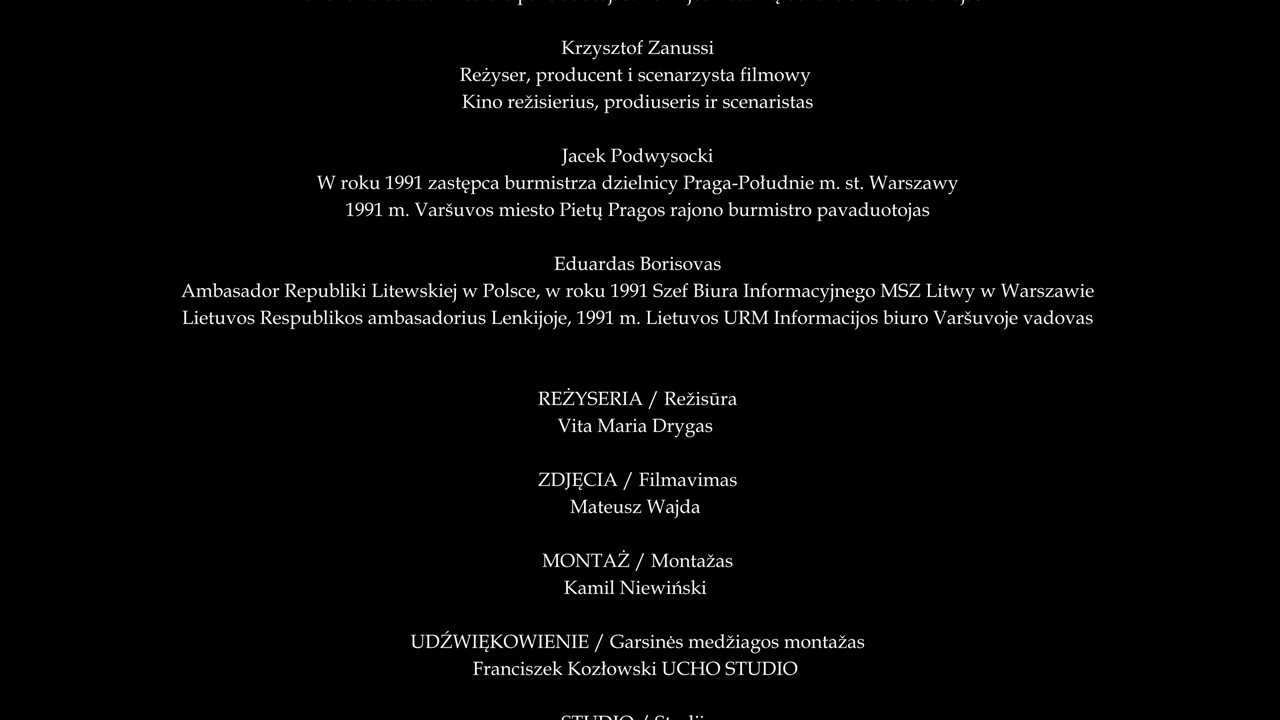 Krzysztof Zanussi
Reżyser, producent i scenarzysta filmowy
Kino režisierius, prodiuseris ir scenaristas
Jacek Podwysocki
W roku 1991 zastępca burmistrza dzielnicy Praga-Południe m. st. Warszawy
1991 m. Varšuvos miesto Pietų Pragos rajono burmistro pavaduotojas
Eduardas Borisovas
Ambasador Republiki Litewskiej w Polsce, w roku 1991 Szef Biura Informacyjnego MSZ Litwy w Warszawie
Lietuvos Respublikos ambasadorius Lenkijoje, 1991 m. Lietuvos URM Informacijos biuro Varšuvoje vadovas
REŻYSERIA / Režisūra
Vita Maria Drygas
ZDJĘCIA / Filmavimas
Mateusz Wajda
MONTAŻ / Montažas
Kamil Niewiński
UDŹWIĘKOWIENIE / Garsinės medžiagos montažas
Franciszek Kozłowski UCHO STUDIO